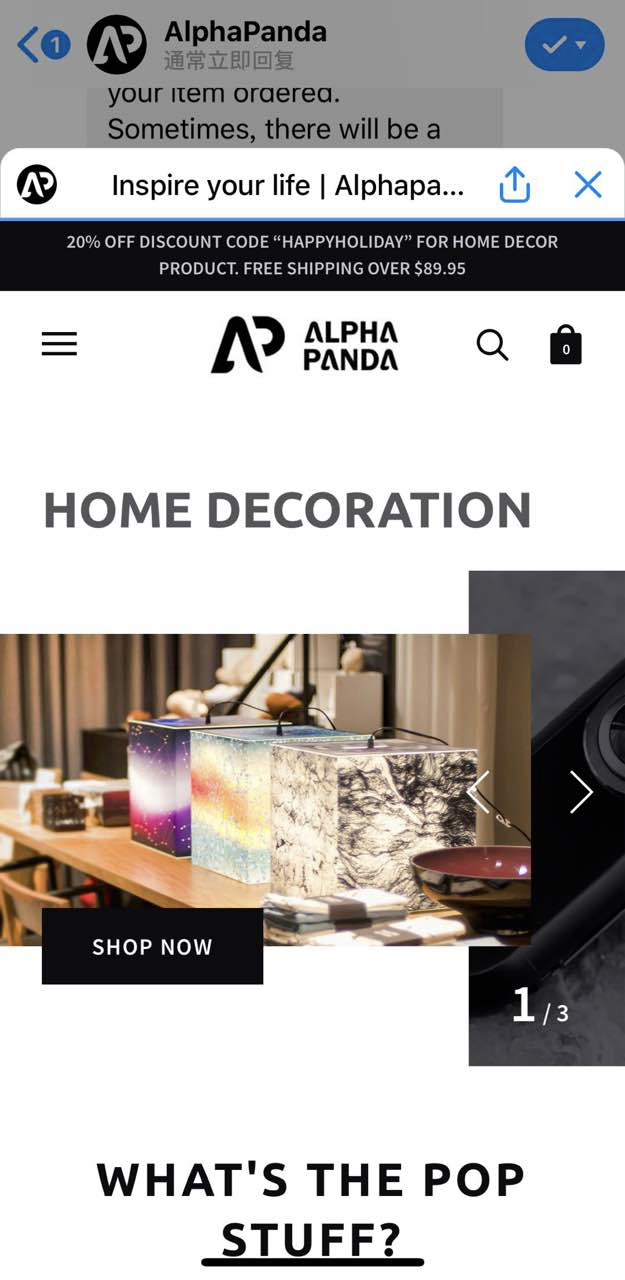 1
AlphaPanda
通常立即回复
your item ordered.
Sometimes, there will be a
Inspire your life | Alphapa...
20% OFF DISCOUNT CODE “HAPPYHOLIDAY” FOR HOME DECOR
PRODUCT. FREE SHIPPING OVER $89.95
ALPHA
PANDA
0
HOME DECORATION
SHOP NOW
1 / 3
WHAT'S THE POP
STUFF?